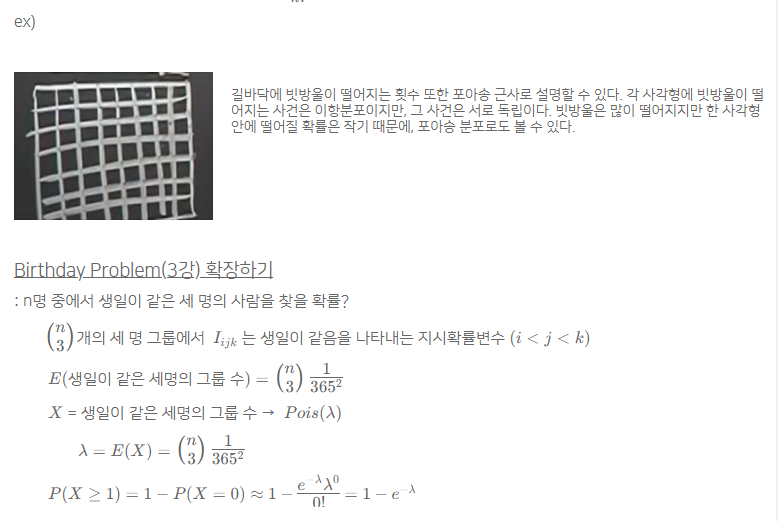 ex)
길바닥에 빗방울이 떨어지는 횟수 또한 포아송 근사로 설명할 수 있다. 각 사각형에 빗방울이 떨
어지는 사건은 이항분포이지만, 그 사건은 서로 독립이다. 빗방울은 많이 떨어지지만 한 사각형
안에 떨어질 확률은 작기 때문에, 포아송 분포로도 볼 수 있다.
Birthday Problem(3강) 확장하기
: n명 중에서 생일이 같은 세 명의 사람을 찾을 확률?
$\binom{n}{3}$개의 세 명 그룹에서 $I_{ijk}$ 는 생일이 같음을 나타내는 지시확률변수 $(i < j < k)$
$E($생일이 같은 세명의 그룹 수$) = \binom{n}{3} \frac{1}{365^2}$
$X$ = 생일이 같은 세명의 그룹 수 → $Pois(\lambda)$
$\lambda = E(X) = \binom{n}{3} \frac{1}{365^2}$
$P(X \geq 1) = 1 - P(X = 0) \approx 1 - \frac{e^{-\lambda}\lambda^0}{0!} = 1 - e^{-\lambda}$